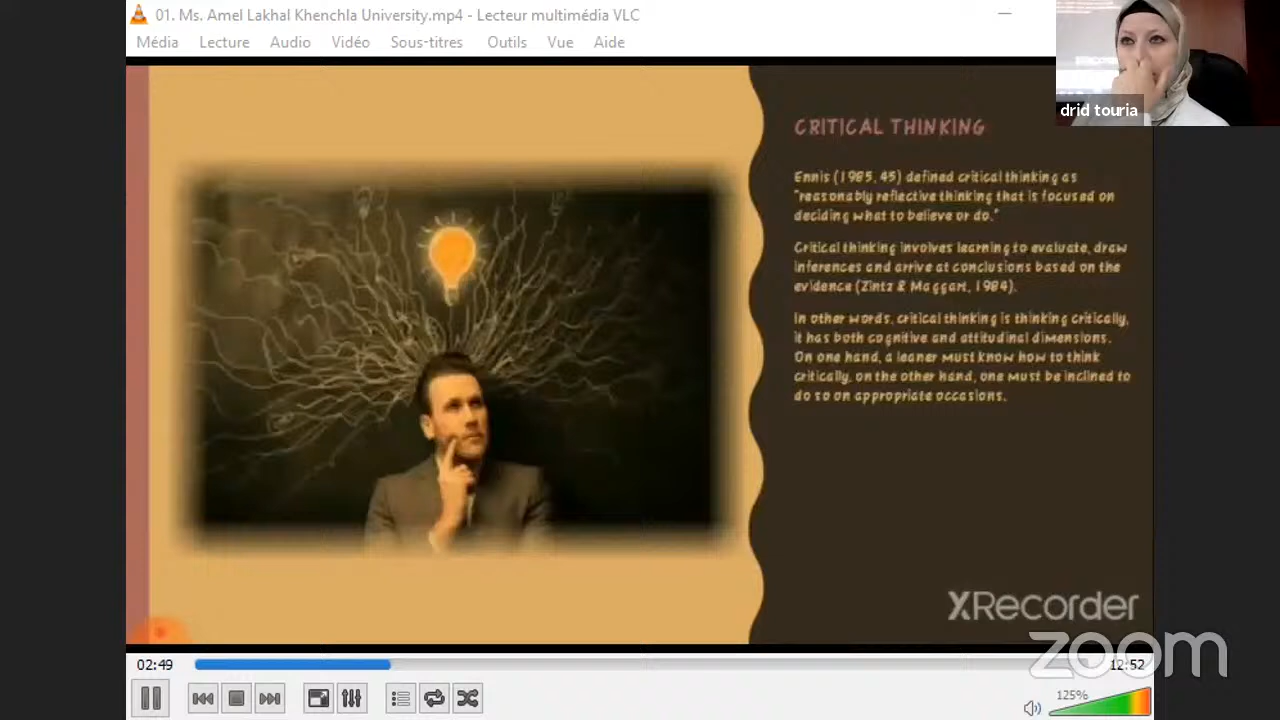 01. Ms. Amel Lakhal Khenchla University.mp4 - Lecteur multimédia VLC
Média Lecture Audio Vidéo Sous-titres Outils Vue Aide
drid touria
CRITICAL THINKING
Ennis (1985, 45) defined critical thinking as
"reasonably reflective thinking that is focused on
deciding what to believe or do."
Critical thinking involves learning to evaluate, draw
inferences and arrive at conclusions based on the
evidence (Zintz & Maggart, 1984).
In other words, critical thinking is thinking critically,
it has both cognitive and attitudinal dimensions.
On one hand, a leaner must know how to think
critically, on the other hand, one must be inclined to
do so on appropriate occasions.
XRecorder
zoom
02:49
12:52
125%